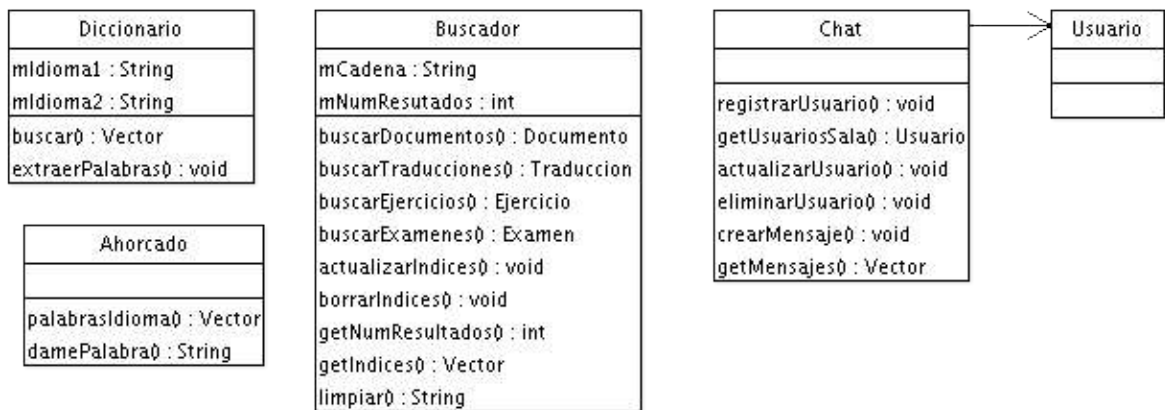 Diccionario
mIdioma1 : String
mIdioma2 : String
buscar() : Vector
extraerPalabras() : void
Ahorcado
palabrasIdioma() : Vector
damePalabra() : String
Buscador
mCadena : String
mNumResutados : int
buscarDocumentos() : Documento
buscarTraducciones() : Traduccion
buscarEjercicios() : Ejercicio
buscarExamenes() : Examen
actualizarIndices() : void
borrarIndices() : void
getNumResultados() : int
getIndices() : Vector
limpiar() : String
Chat
registrarUsuario() : void
getUsuariosSala() : Usuario
actualizarUsuario() : void
eliminarUsuario() : void
crearMensaje() : void
getMensajes() : Vector
Usuario